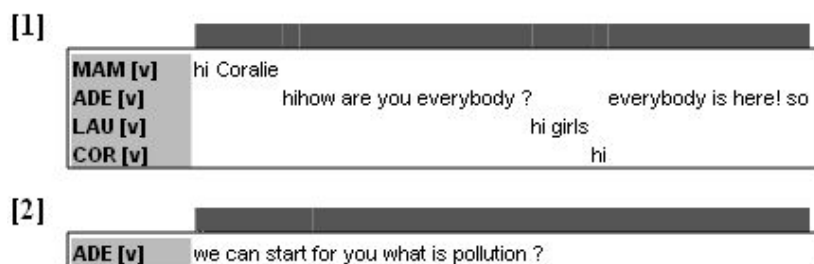 [1]
MAM [v] hi Coralie
ADE [v] hihow are you everybody ? everybody is here! so
LAU [v] hi girls
COR [v] hi
[2]
ADE [v] we can start for you what is pollution ?